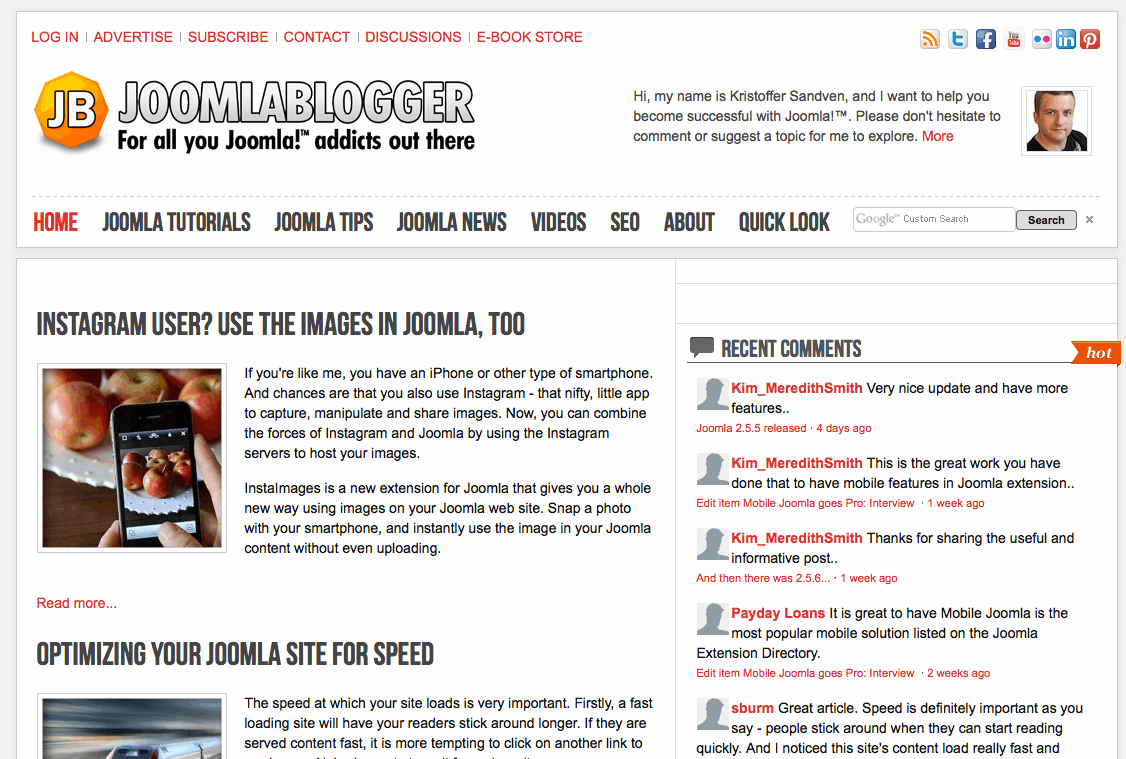 LOG IN | ADVERTISE | SUBSCRIBE | CONTACT | DISCUSSIONS | E-BOOK STORE
You Tube
in
JB
JOOMLABLOGGER
For all you Joomla!™ addicts out there
Hi, my name is Kristoffer Sandven, and I want to help you
become successful with Joomla!™. Please don't hesitate to
comment or suggest a topic for me to explore. More
HOME JOOMLA TUTORIALS JOOMLA TIPS JOOMLA NEWS VIDEOS SEO ABOUT QUICK LOOK
Google™ Custom Search
Search
×
INSTAGRAM USER? USE THE IMAGES IN JOOMLA, TOO
If you're like me, you have an iPhone or other type of smartphone.
And chances are that you also use Instagram - that nifty, little app
to capture, manipulate and share images. Now, you can combine
the forces of Instagram and Joomla by using the Instagram
servers to host your images.
InstaImages is a new extension for Joomla that gives you a whole
new way using images on your Joomla web site. Snap a photo
with your smartphone, and instantly use the image in your Joomla
content without even uploading.
Read more...
OPTIMIZING YOUR JOOMLA SITE FOR SPEED
The speed at which your site loads is very important. Firstly, a fast
loading site will have your readers stick around longer. If they are
served content fast, it is more tempting to click on another link to
RECENT COMMENTS
hot
Kim_MeredithSmith Very nice update and have more
features..
Joomla 2.5.5 released · 4 days ago
Kim_MeredithSmith This is the great work you have
done that to have mobile features in Joomla extension..
Edit item Mobile Joomla goes Pro: Interview · 1 week ago
Kim_MeredithSmith Thanks for sharing the useful and
informative post..
And then there was 2.5.6... · 1 week ago
Payday Loans It is great to have Mobile Joomla is the
most popular mobile solution listed on the Joomla
Extension Directory.
Edit item Mobile Joomla goes Pro: Interview · 2 weeks ago
sburm Great article. Speed is definitely important as you
say - people stick around when they can start reading
quickly. And I noticed this site's content load really fast and